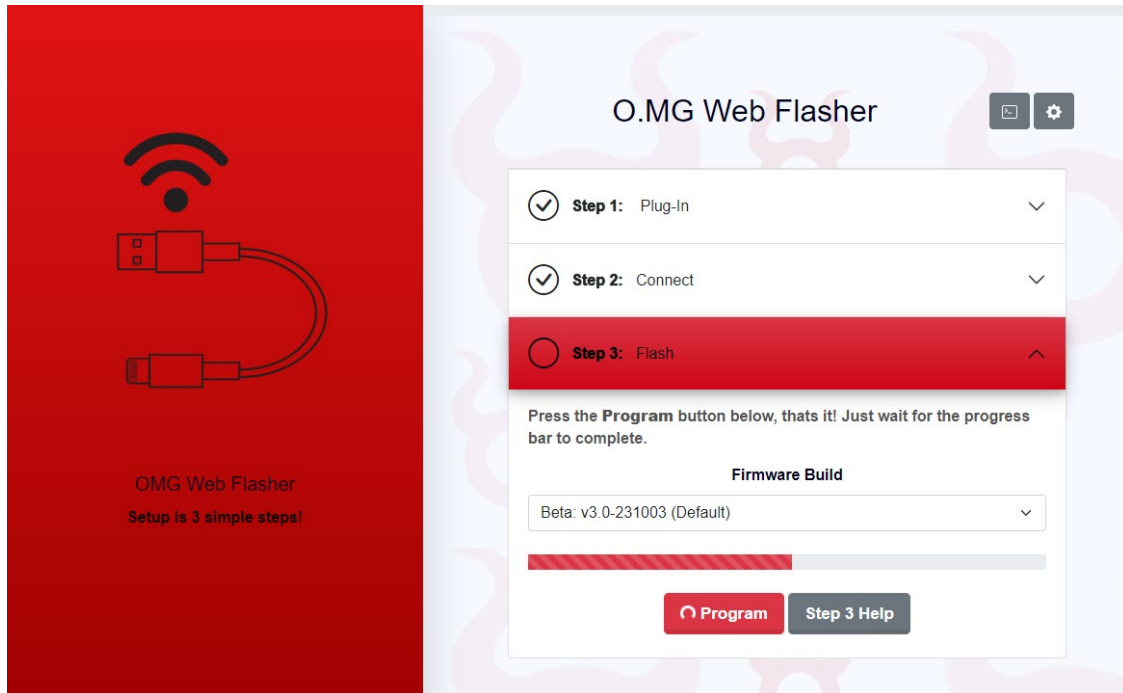 OMG Web Flasher
Setup is 3 simple steps!
O.MG Web Flasher
Step 1: Plug-In
Step 2: Connect
Step 3: Flash
Press the Program button below, thats it! Just wait for the progress
bar to complete.
Firmware Build
Beta: v3.0-231003 (Default)
Program
Step 3 Help